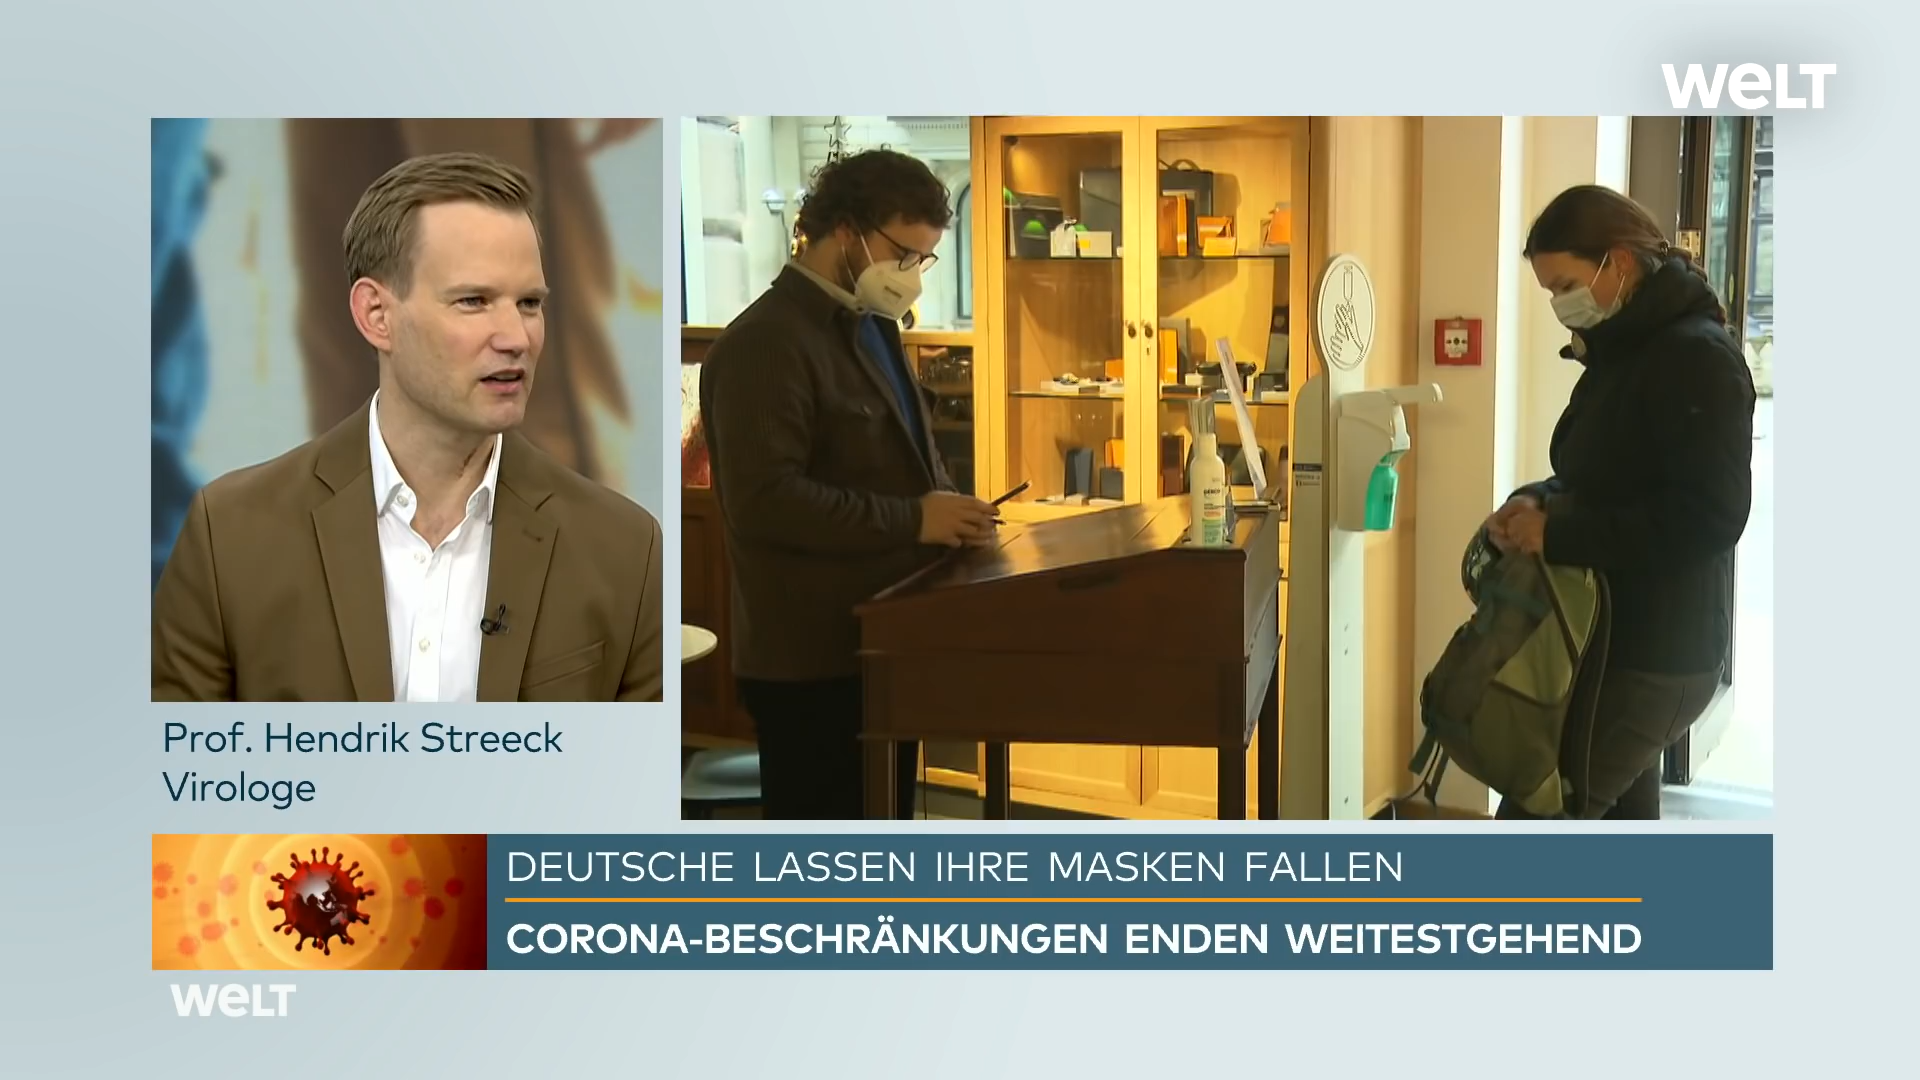 WELT
Prof. Hendrik Streeck
Virologe
DEUTSCHE LASSEN IHRE MASKEN FALLEN
CORONA-BESCHRÄNKUNGEN ENDEN WEITESTGEHEND
WELT